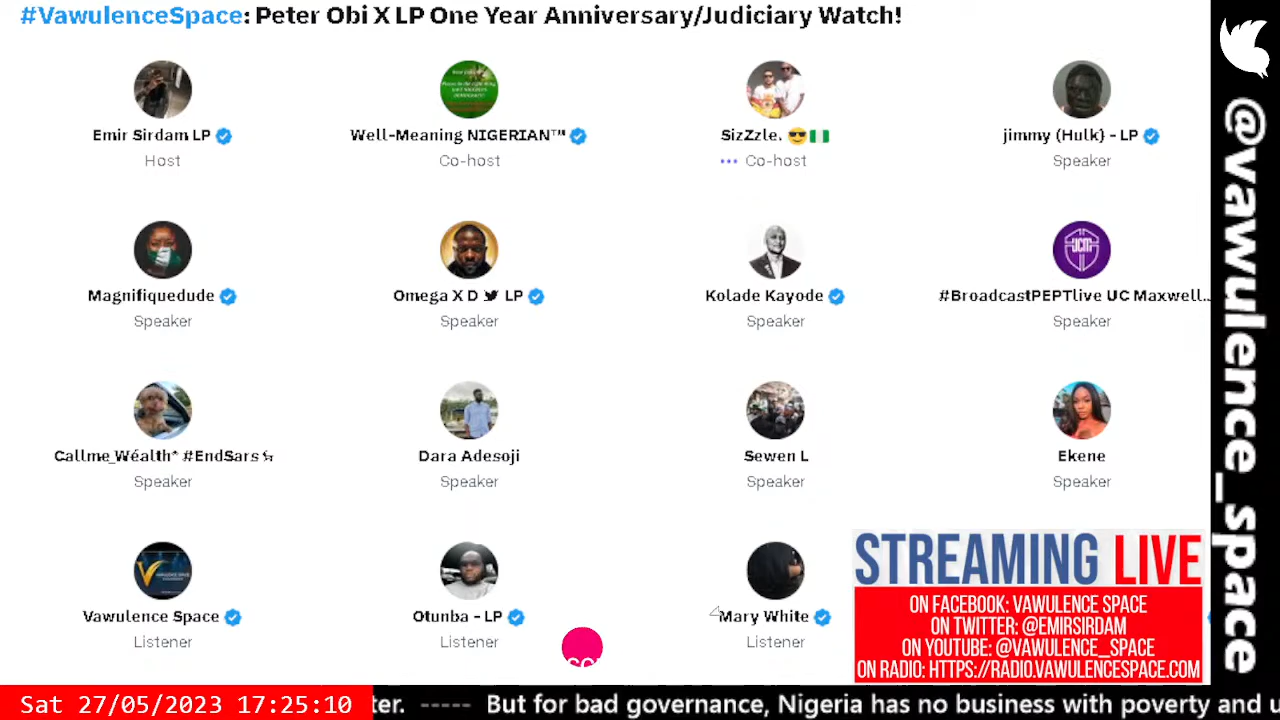 #VawulenceSpace: Peter Obi X LP One Year Anniversary/Judiciary Watch!
Emir Sirdam LP
Host
Well-Meaning NIGERIAN™
Co-host
SizZzle. 😎🇳🇬
Co-host
jimmy (Hulk) - LP
Speaker
Magnifiquedude
Speaker
Omega X D LP
Speaker
Kolade Kayode
Speaker
#BroadcastPEPTlive UC Maxwell..
Speaker
UCM
Callme_Wéalth* #EndSars
Speaker
Dara Adesoji
Speaker
Sewen L
Speaker
Ekene
Speaker
Vawulence Space
Listener
Otunba - LP
Listener
Mary White
Listener
STREAMING LIVE
ON FACEBOOK: VAWULENCE SPACE
ON TWITTER: @EMIRSIRDAM
ON YOUTUBE: @VAWULENCE_SPACE
ON RADIO: HTTPS://RADIO.VAWULENCESPACE.COM
@vawulence_space
Sat 27/05/2023 17:25:10
ter. ----- But for bad governance, Nigeria has no business with poverty and u